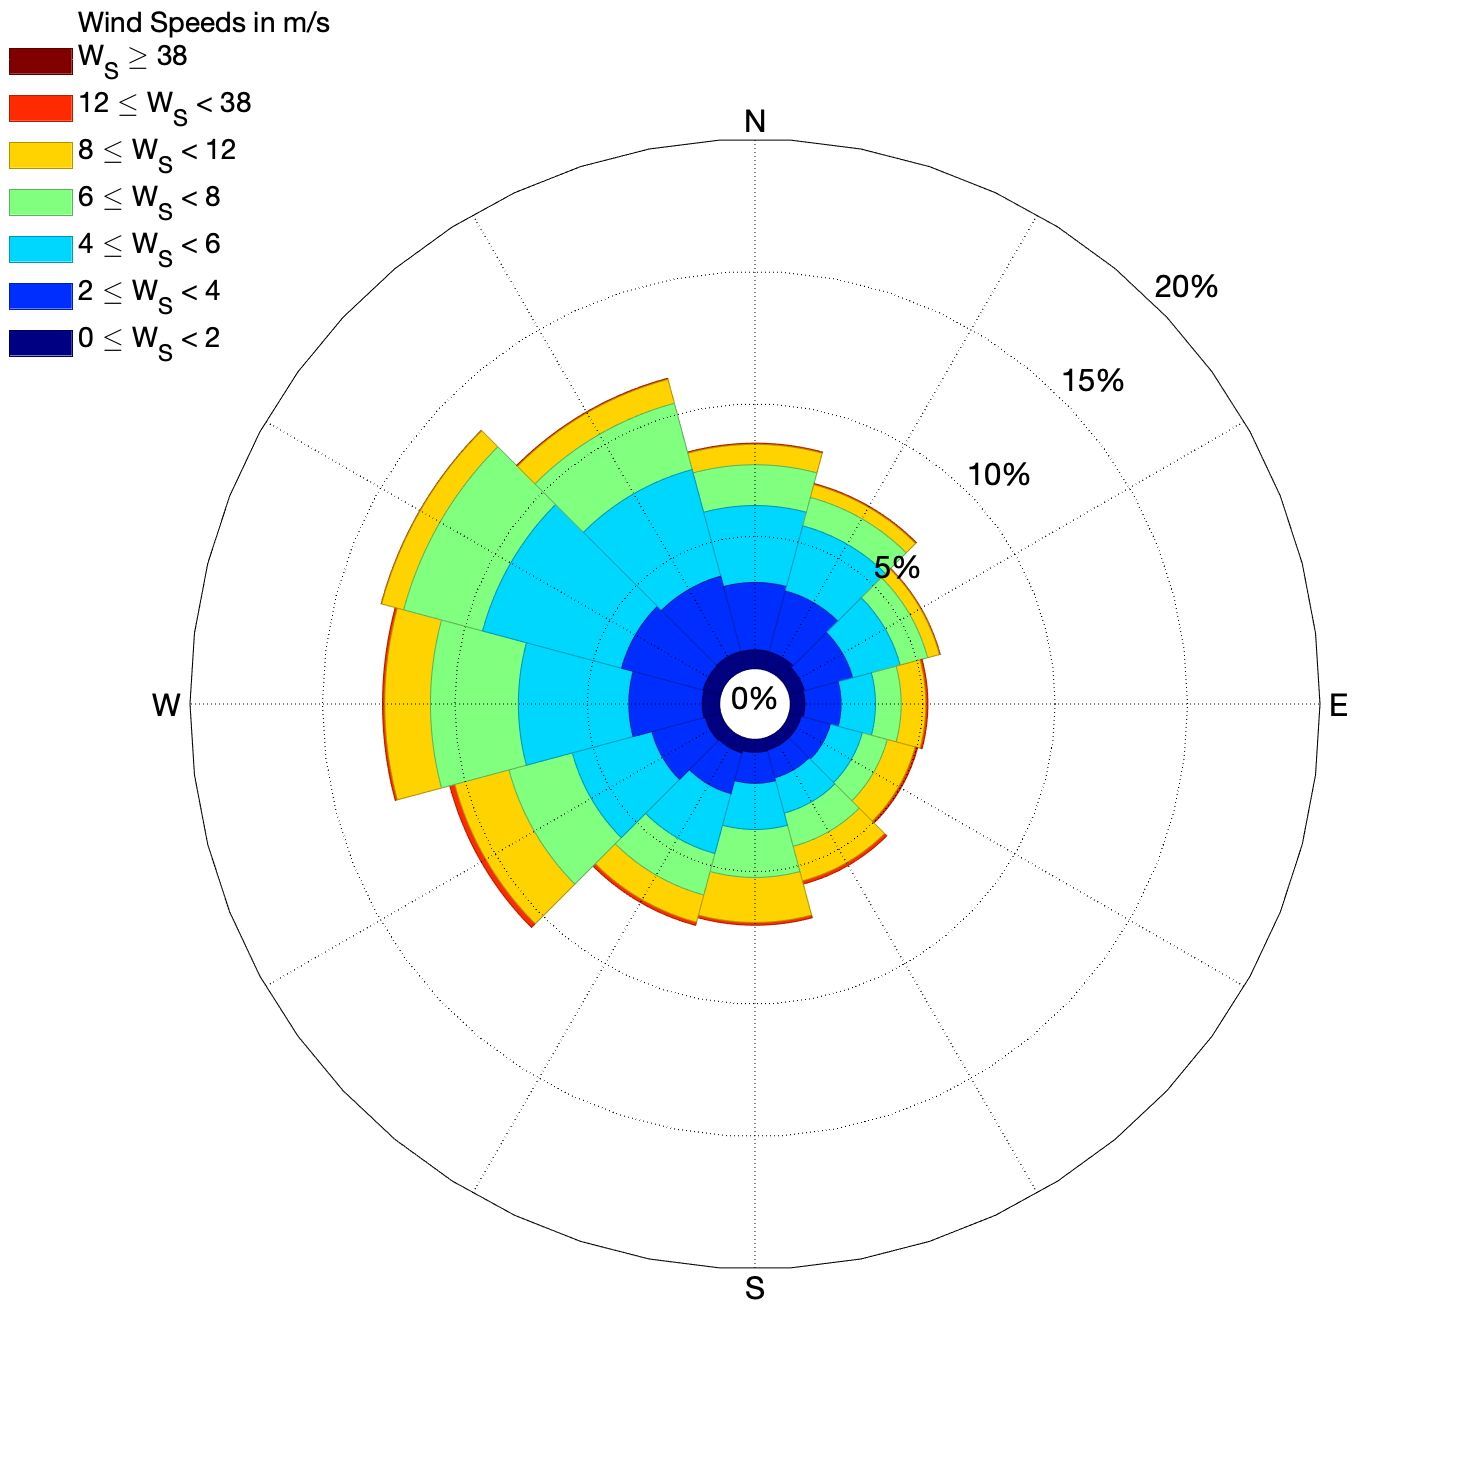 Wind Speeds in m/s
W_S ≥ 38
12 ≤ W_S < 38
8 ≤ W_S < 12
6 ≤ W_S < 8
4 ≤ W_S < 6
2 ≤ W_S < 4
0 ≤ W_S < 2
N
20%
15%
10%
5%
0%
W
E
S